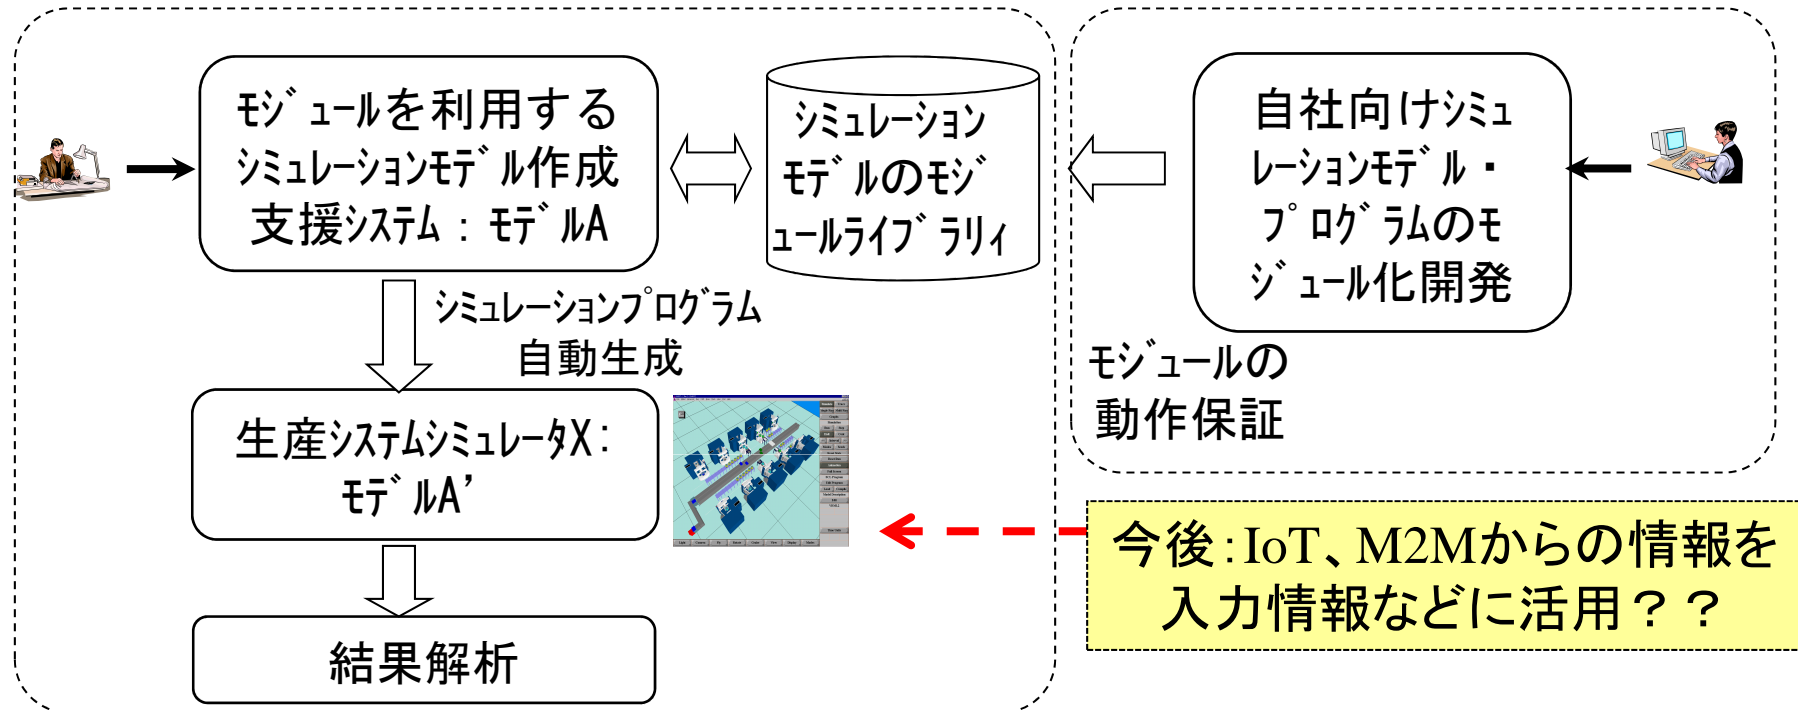 モジュールを利用する
シミュレーションモデル作成
支援システム：モデルA
シミュレーション
モデルのモジ
ュールライブラリィ
自社向けシミュ
レーションモデル・
プログラムのモ
ジュール化開発
シミュレーションプログラム
自動生成
モジュールの
動作保証
生産システムシミュレータX：
モデルA’
今後：IoT、M2Mからの情報を
入力情報などに活用？？
結果解析